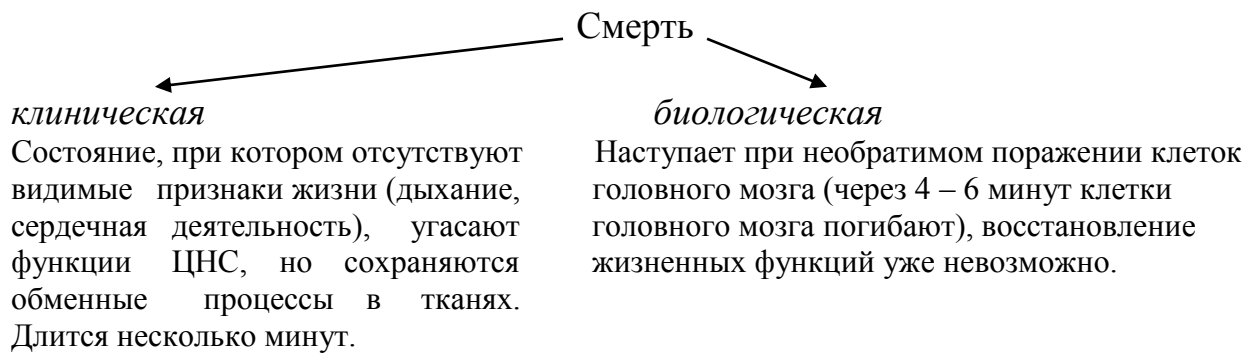 Смерть
клиническая
Состояние, при котором отсутствуют
видимые признаки жизни (дыхание,
сердечная деятельность), угасают
функции ЦНС, но сохраняются
обменные процессы в тканях.
Длится несколько минут.
биологическая
Наступает при необратимом поражении клеток
головного мозга (через 4 – 6 минут клетки
головного мозга погибают), восстановление
жизненных функций уже невозможно.